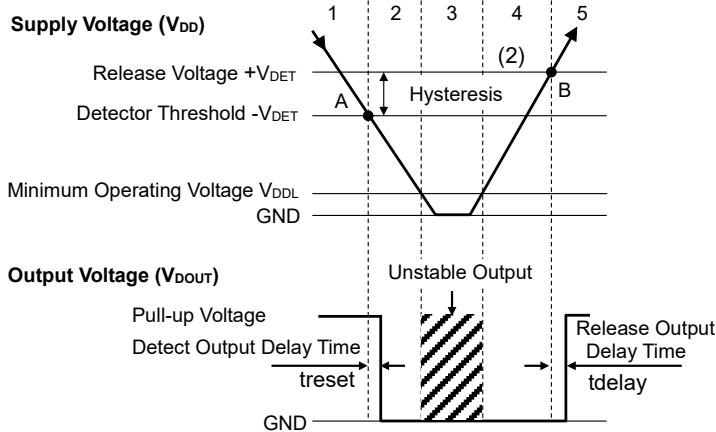 1 2 3 4 5
Supply Voltage (VDD)
(2)
Release Voltage +VDET
A
Hysteresis
B
Detector Threshold -VDET
Minimum Operating Voltage VDDL
GND
Output Voltage (VDOUT)
Unstable Output
Pull-up Voltage
Release Output
Detect Output Delay Time
Delay Time
treset
tdelay
GND